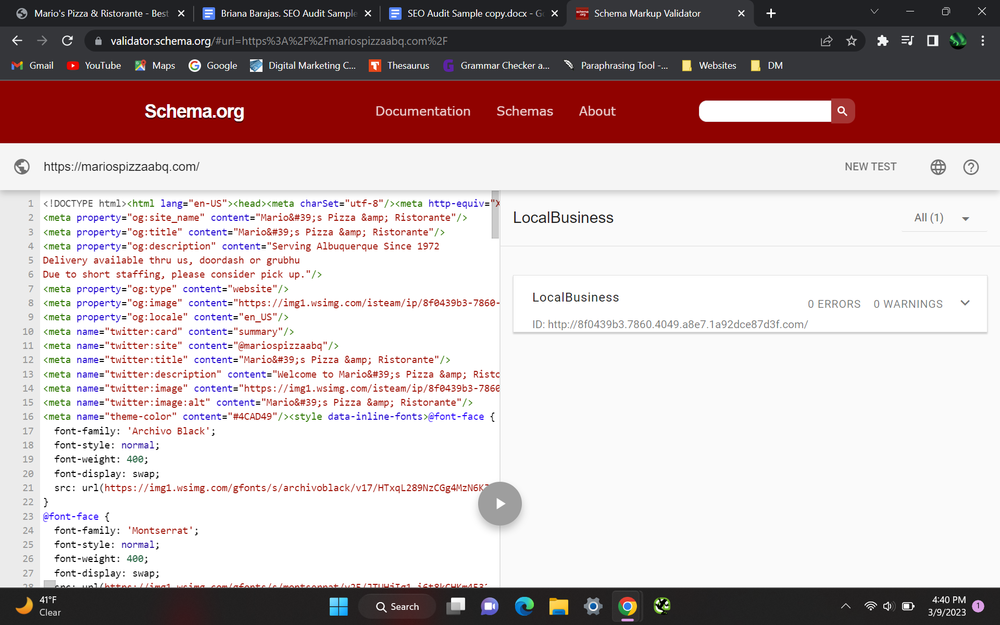 Mario's Pizza & Ristorante - Best
Briana Barajas. SEO Audit Sample
SEO Audit Sample copy.docx - Go
Schema Markup Validator
validator.schema.org/#url=https%3A%2F%2Fmariospizzaabq.com%2F
Gmail
YouTube
Maps
Google
Digital Marketing C...
Thesaurus
Grammar Checker a...
Paraphrasing Tool -...
Websites
DM
Schema.org
Documentation
Schemas
About
https://mariospizzaabq.com/
NEW TEST
1 <!DOCTYPE html><html lang="en-US"><head><meta charSet="utf-8"/><meta http-equiv="X
2 <meta property="og:site_name" content="Mario&#39;s Pizza &amp; Ristorante"/>
3 <meta property="og:title" content="Mario&#39;s Pizza &amp; Ristorante"/>
4 <meta property="og:description" content="Serving Albuquerque Since 1972
5 Delivery available thru us, doordash or grubhu
6 Due to short staffing, please consider pick up."/>
7 <meta property="og:type" content="website"/>
8 <meta property="og:image" content="https://img1.wsimg.com/isteam/ip/8f0439b3-7860-
9 <meta property="og:locale" content="en_US"/>
10 <meta name="twitter:card" content="summary"/>
11 <meta name="twitter:site" content="@mariospizzaabq"/>
12 <meta name="twitter:title" content="Mario&#39;s Pizza &amp; Ristorante"/>
13 <meta name="twitter:description" content="Welcome to Mario&#39;s Pizza &amp; Risto
14 <meta name="twitter:image" content="https://img1.wsimg.com/isteam/ip/8f0439b3-7860
15 <meta name="twitter:image:alt" content="Mario&#39;s Pizza &amp; Ristorante"/>
16 <meta name="theme-color" content="#4CAD49"/><style data-inline-fonts>@font-face {
17 font-family: 'Archivo Black';
18 font-style: normal;
19 font-weight: 400;
20 font-display: swap;
21 src: url(https://img1.wsimg.com/gfonts/s/archivoblack/v17/HTxqL289NzCGg4MzN6K
22 }
23 @font-face {
24 font-family: 'Montserrat';
25 font-style: normal;
26 font-weight: 400;
27 font-display: swap;
28 src: url(https://img1.wsimg.com/gfonts/s/montserrat/v25/
LocalBusiness
All (1)
LocalBusiness
0 ERRORS
0 WARNINGS
ID: http://8f0439b3.7860.4049.a8e7.1a92dce87d3f.com/
41°F
Clear
Search
4:40 PM
3/9/2023
1